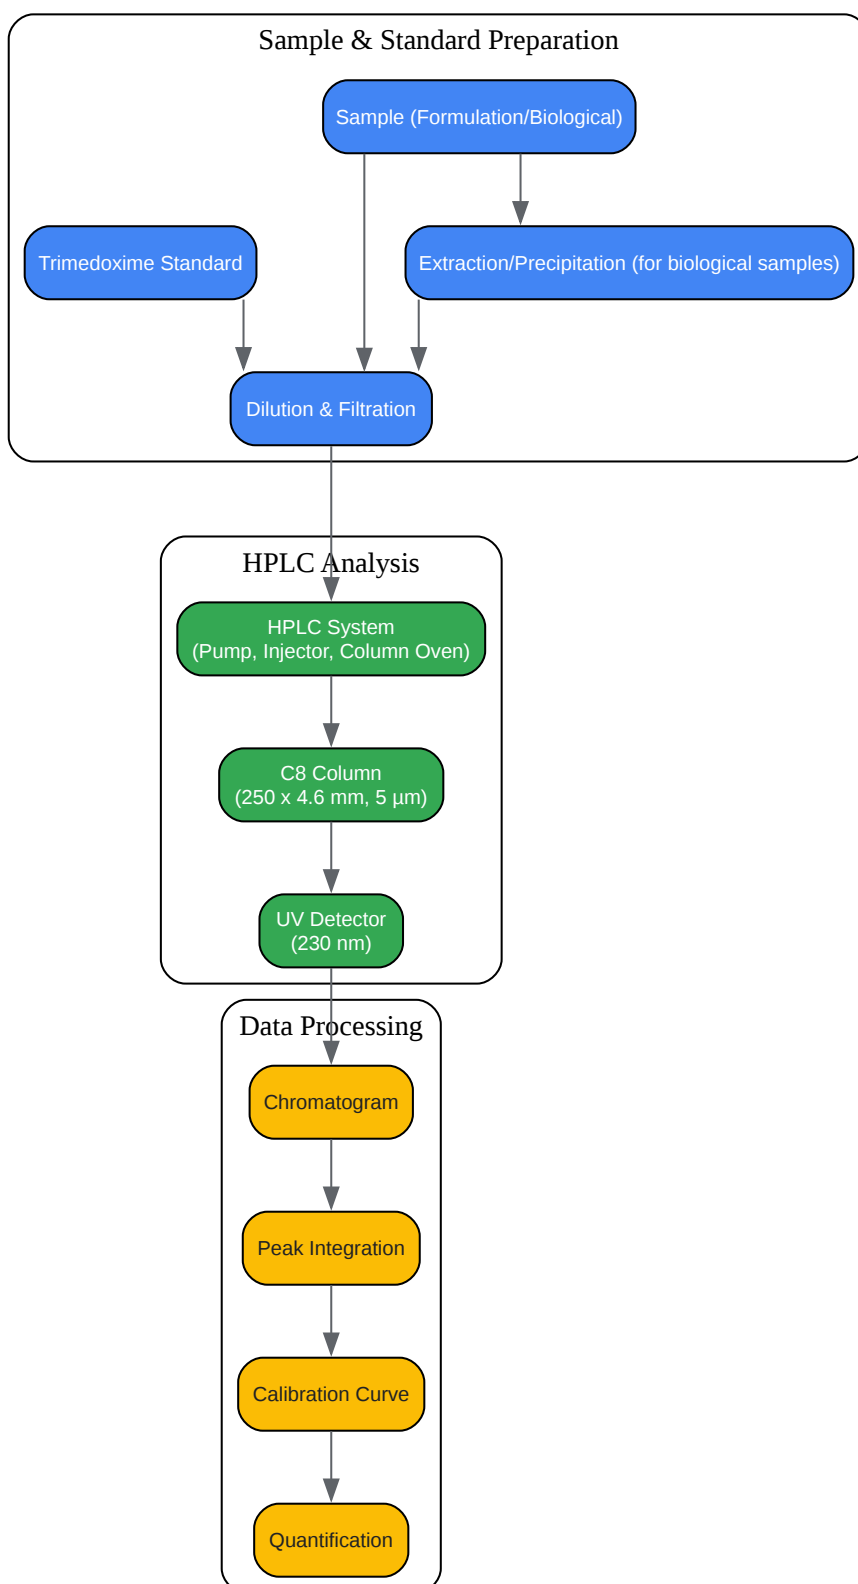 Sample & Standard Preparation
Sample (Formulation/Biological)
Trimedoxime Standard
Extraction/Precipitation (for biological samples)
Dilution & Filtration
HPLC Analysis
HPLC System
(Pump, Injector, Column Oven)
C8 Column
(250 x 4.6 mm, 5 µm)
UV Detector
(230 nm)
Data Processing
Chromatogram
Peak Integration
Calibration Curve
Quantification